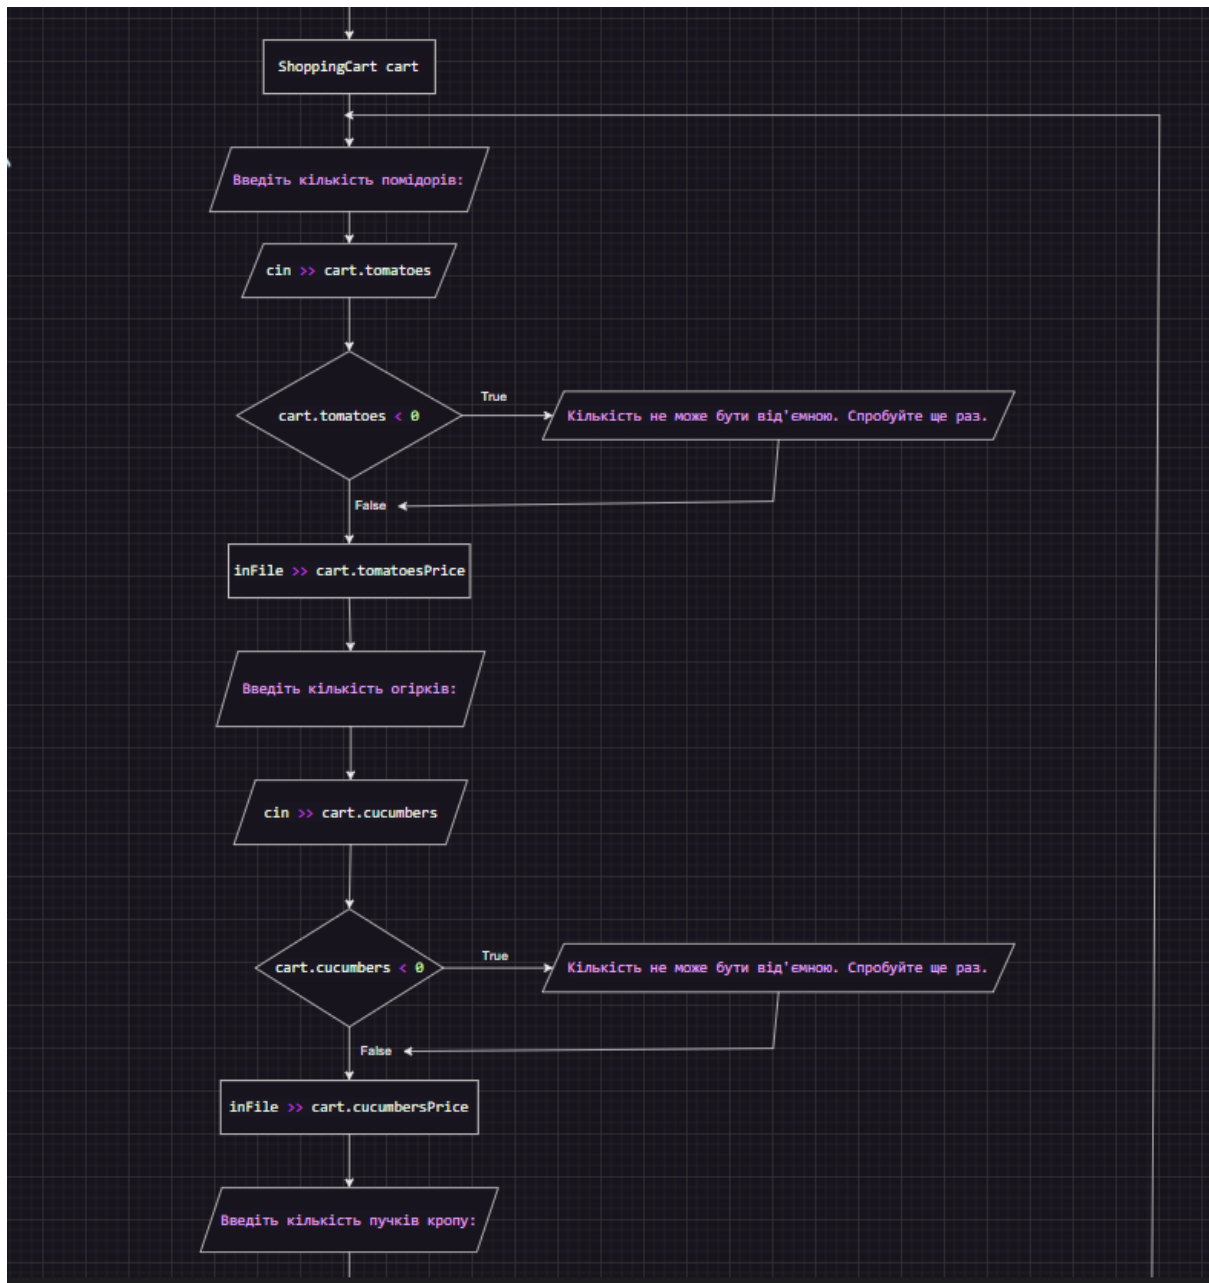 ShoppingCart cart
Введіть кількість помідорів:
cin >> cart.tomatoes
cart.tomatoes < 0
True
Кількість не може бути від'ємною. Спробуйте ще раз.
False
inFile >> cart.tomatoesPrice
Введіть кількість огірків:
cin >> cart.cucumbers
cart.cucumbers < 0
True
Кількість не може бути від'ємною. Спробуйте ще раз.
False
inFile >> cart.cucumbersPrice
Введіть кількість пучків кропу: